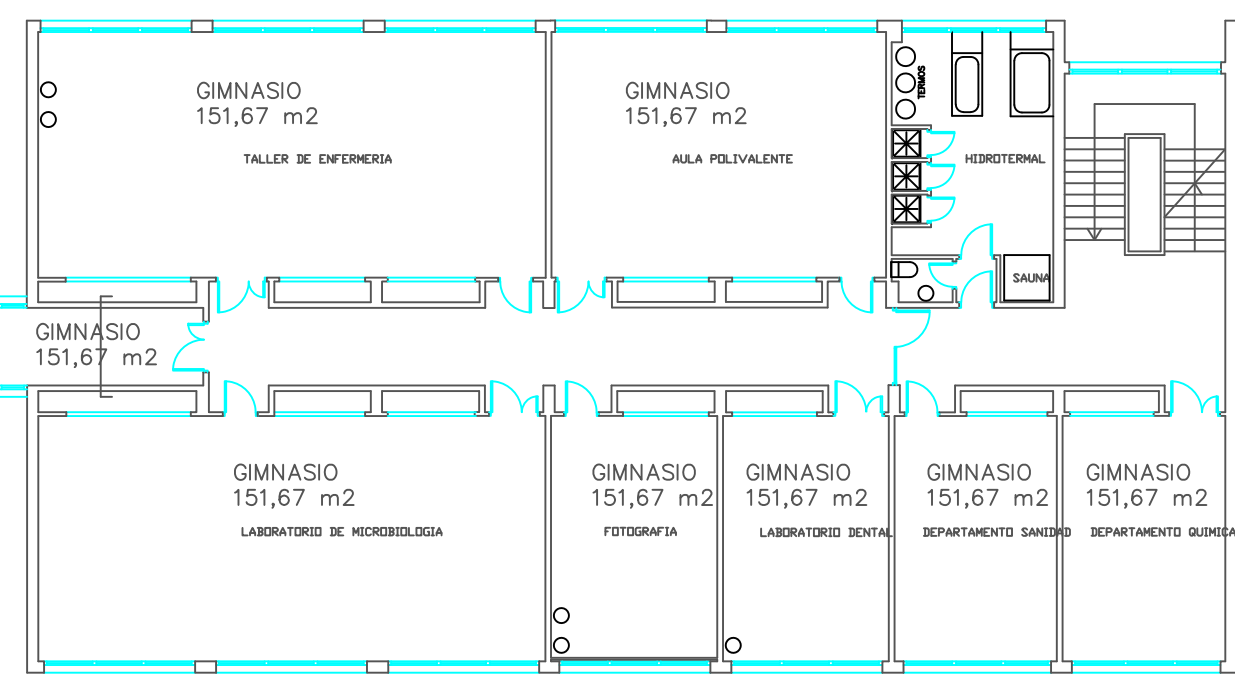 GIMNASIO
151,67 m2
TALLER DE ENFERMERIA
GIMNASIO
151,67 m2
AULA POLIVALENTE
TERMOS
HIDROTERMAL
SAUNA
GIMNASIO
151,67 m2
GIMNASIO
151,67 m2
LABORATORIO DE MICROBIOLOGIA
GIMNASIO
151,67 m2
FOTOGRAFIA
GIMNASIO
151,67 m2
LABORATORIO DENTAL
GIMNASIO
151,67 m2
DEPARTAMENTO SANIDAD
GIMNASIO
151,67 m2
DEPARTAMENTO QUIMICA